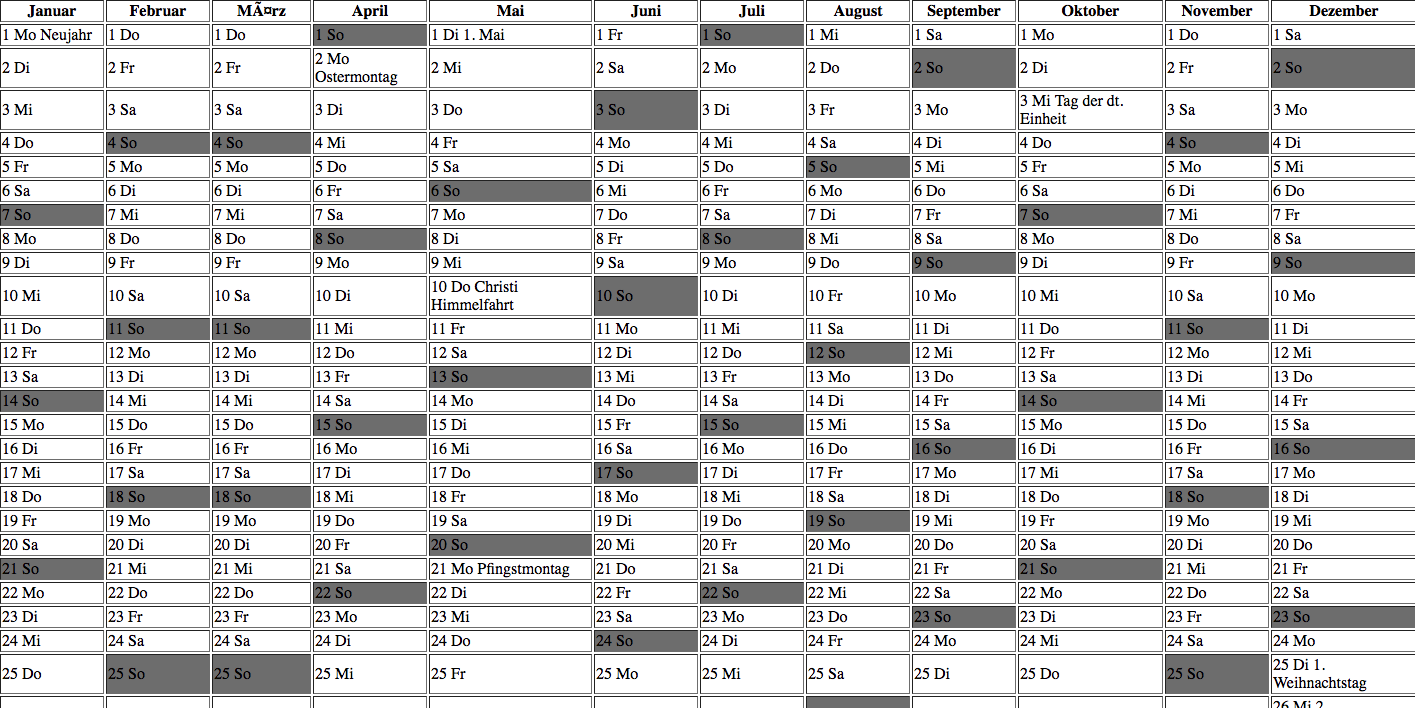 Januar Februar MÃ¤rz April Mai Juni Juli August September Oktober November Dezember
1 Mo Neujahr 1 Do 1 Do 1 So 1 Di 1. Mai 1 Fr 1 So 1 Mi 1 Sa 1 Mo 1 Do 1 Sa
2 Di 2 Fr 2 Fr 2 Mo Ostermontag 2 Mi 2 Sa 2 Mo 2 Do 2 So 2 Di 2 Fr 2 So
3 Mi 3 Sa 3 Sa 3 Di 3 Do 3 So 3 Di 3 Fr 3 Mo 3 Mi Tag der dt. Einheit 3 Sa 3 Mo
4 Do 4 So 4 So 4 Mi 4 Fr 4 Mo 4 Mi 4 Sa 4 Di 4 Do 4 So 4 Di
5 Fr 5 Mo 5 Mo 5 Do 5 Sa 5 Di 5 Do 5 So 5 Mi 5 Fr 5 Mo 5 Mi
6 Sa 6 Di 6 Di 6 Fr 6 So 6 Mi 6 Fr 6 Mo 6 Do 6 Sa 6 Di 6 Do
7 So 7 Mi 7 Mi 7 Sa 7 Mo 7 Do 7 Sa 7 Di 7 Fr 7 So 7 Mi 7 Fr
8 Mo 8 Do 8 Do 8 So 8 Di 8 Fr 8 So 8 Mi 8 Sa 8 Mo 8 Do 8 Sa
9 Di 9 Fr 9 Fr 9 Mo 9 Mi 9 Sa 9 Mo 9 Do 9 So 9 Di 9 Fr 9 So
10 Mi 10 Sa 10 Sa 10 Di 10 Do Christi Himmelfahrt 10 So 10 Di 10 Fr 10 Mo 10 Mi 10 Sa 10 Mo
11 Do 11 So 11 So 11 Mi 11 Fr 11 Mo 11 Mi 11 Sa 11 Di 11 Do 11 So 11 Di
12 Fr 12 Mo 12 Mo 12 Do 12 Sa 12 Di 12 Do 12 So 12 Mi 12 Fr 12 Mo 12 Mi
13 Sa 13 Di 13 Di 13 Fr 13 So 13 Mi 13 Fr 13 Mo 13 Do 13 Sa 13 Di 13 Do
14 So 14 Mi 14 Mi 14 Sa 14 Mo 14 Do 14 Sa 14 Di 14 Fr 14 So 14 Mi 14 Fr
15 Mo 15 Do 15 Do 15 So 15 Di 15 Fr 15 So 15 Mi 15 Sa 15 Mo 15 Do 15 Sa
16 Di 16 Fr 16 Fr 16 Mo 16 Mi 16 Sa 16 Mo 16 Do 16 So 16 Di 16 Fr 16 So
17 Mi 17 Sa 17 Sa 17 Di 17 Do 17 So 17 Di 17 Fr 17 Mo 17 Mi 17 Sa 17 Mo
18 Do 18 So 18 So 18 Mi 18 Fr 18 Mo 18 Mi 18 Sa 18 Di 18 Do 18 So 18 Di
19 Fr 19 Mo 19 Mo 19 Do 19 Sa 19 Di 19 Do 19 So 19 Mi 19 Fr 19 Mo 19 Mi
20 Sa 20 Di 20 Di 20 Fr 20 So 20 Mi 20 Fr 20 Mo 20 Do 20 Sa 20 Di 20 Do
21 So 21 Mi 21 Mi 21 Sa 21 Mo Pfingstmontag 21 Do 21 Sa 21 Di 21 Fr 21 So 21 Mi 21 Fr
22 Mo 22 Do 22 Do 22 So 22 Di 22 Fr 22 So 22 Mi 22 Sa 22 Mo 22 Do 22 Sa
23 Di 23 Fr 23 Fr 23 Mo 23 Mi 23 Sa 23 Mo 23 Do 23 So 23 Di 23 Fr 23 So
24 Mi 24 Sa 24 Sa 24 Di 24 Do 24 So 24 Di 24 Fr 24 Mo 24 Mi 24 Sa 24 Mo
25 Do 25 So 25 So 25 Mi 25 Fr 25 Mo 25 Mi 25 Sa 25 Di 25 Do 25 So 25 Di 1. Weihnachtstag
26 Mi 2.